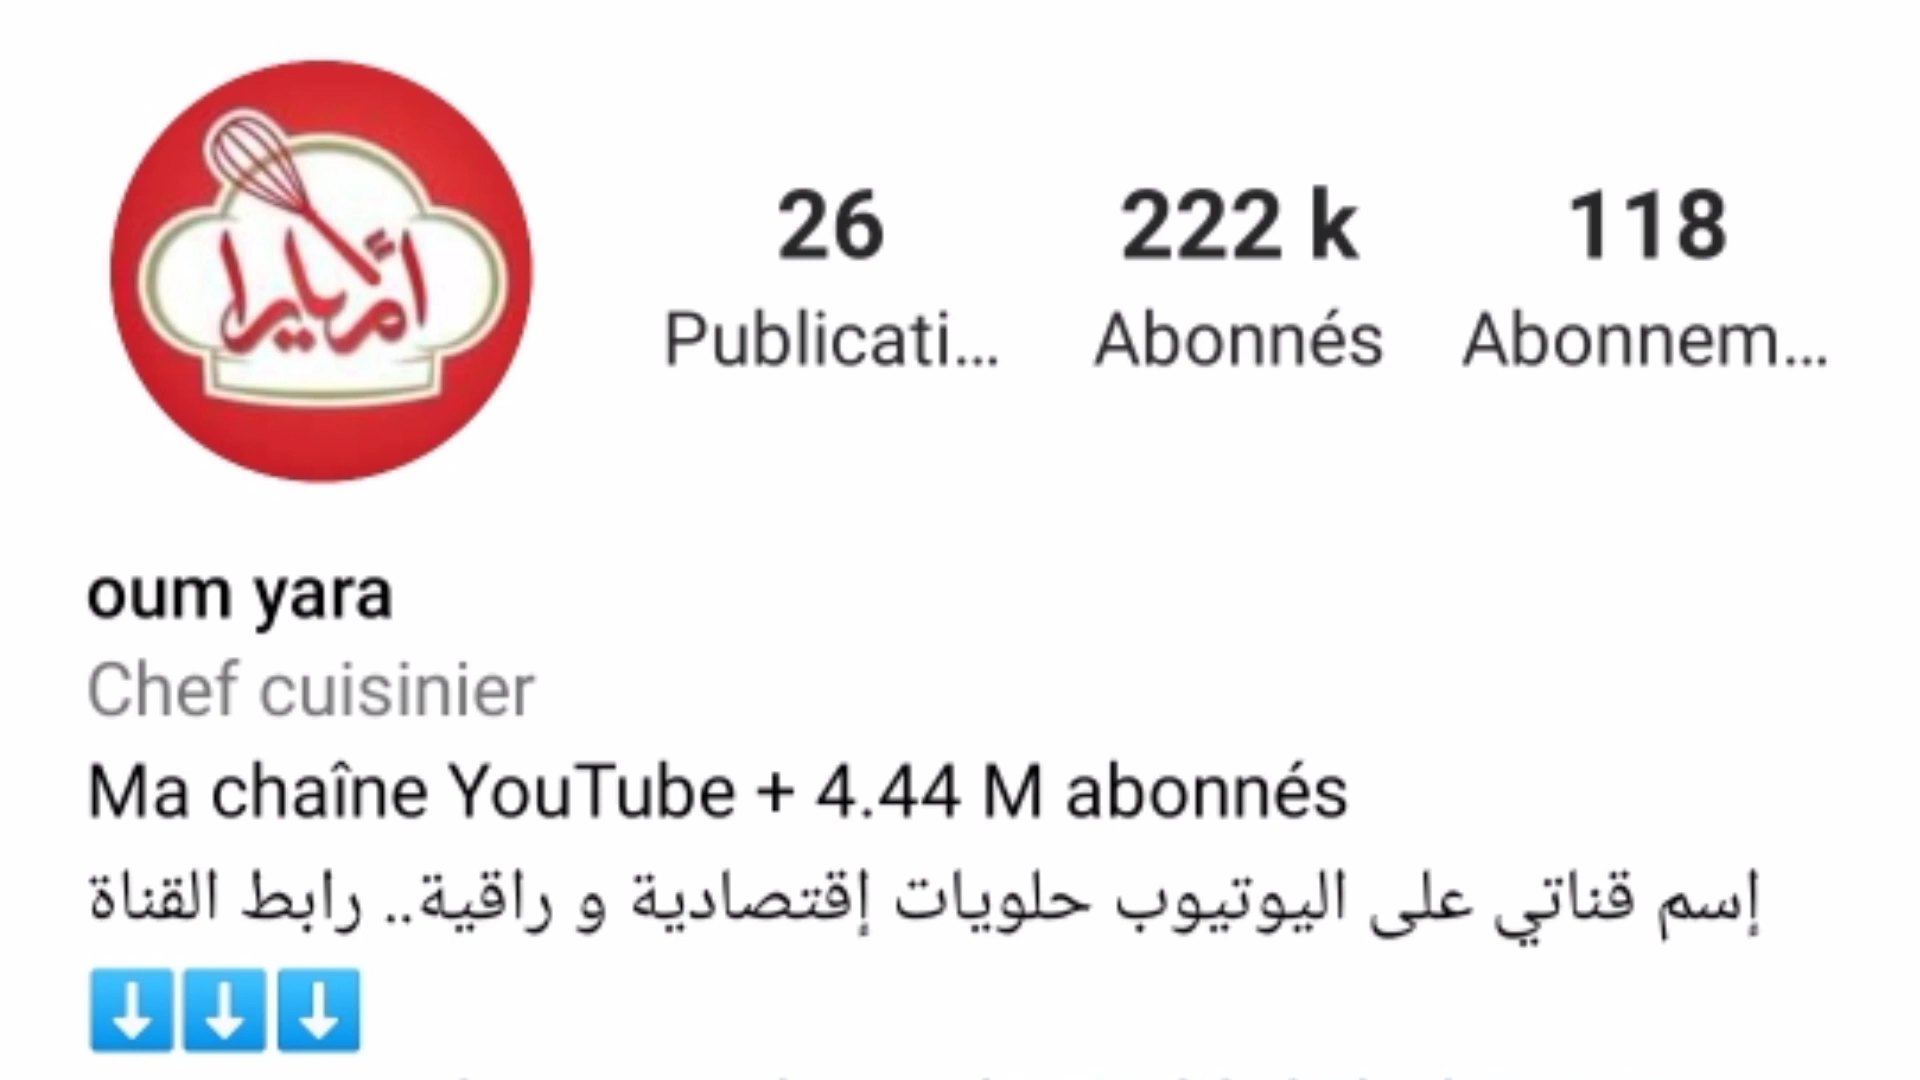 أم يارا
26 222 k 118
Publicati... Abonnés Abonnem...
oum yara
Chef cuisinier
Ma chaîne YouTube + 4.44 M abonnés
إسم قناتي على اليوتيوب حلويات إقتصادية و راقية.. رابط القناة
⬇️⬇️⬇️